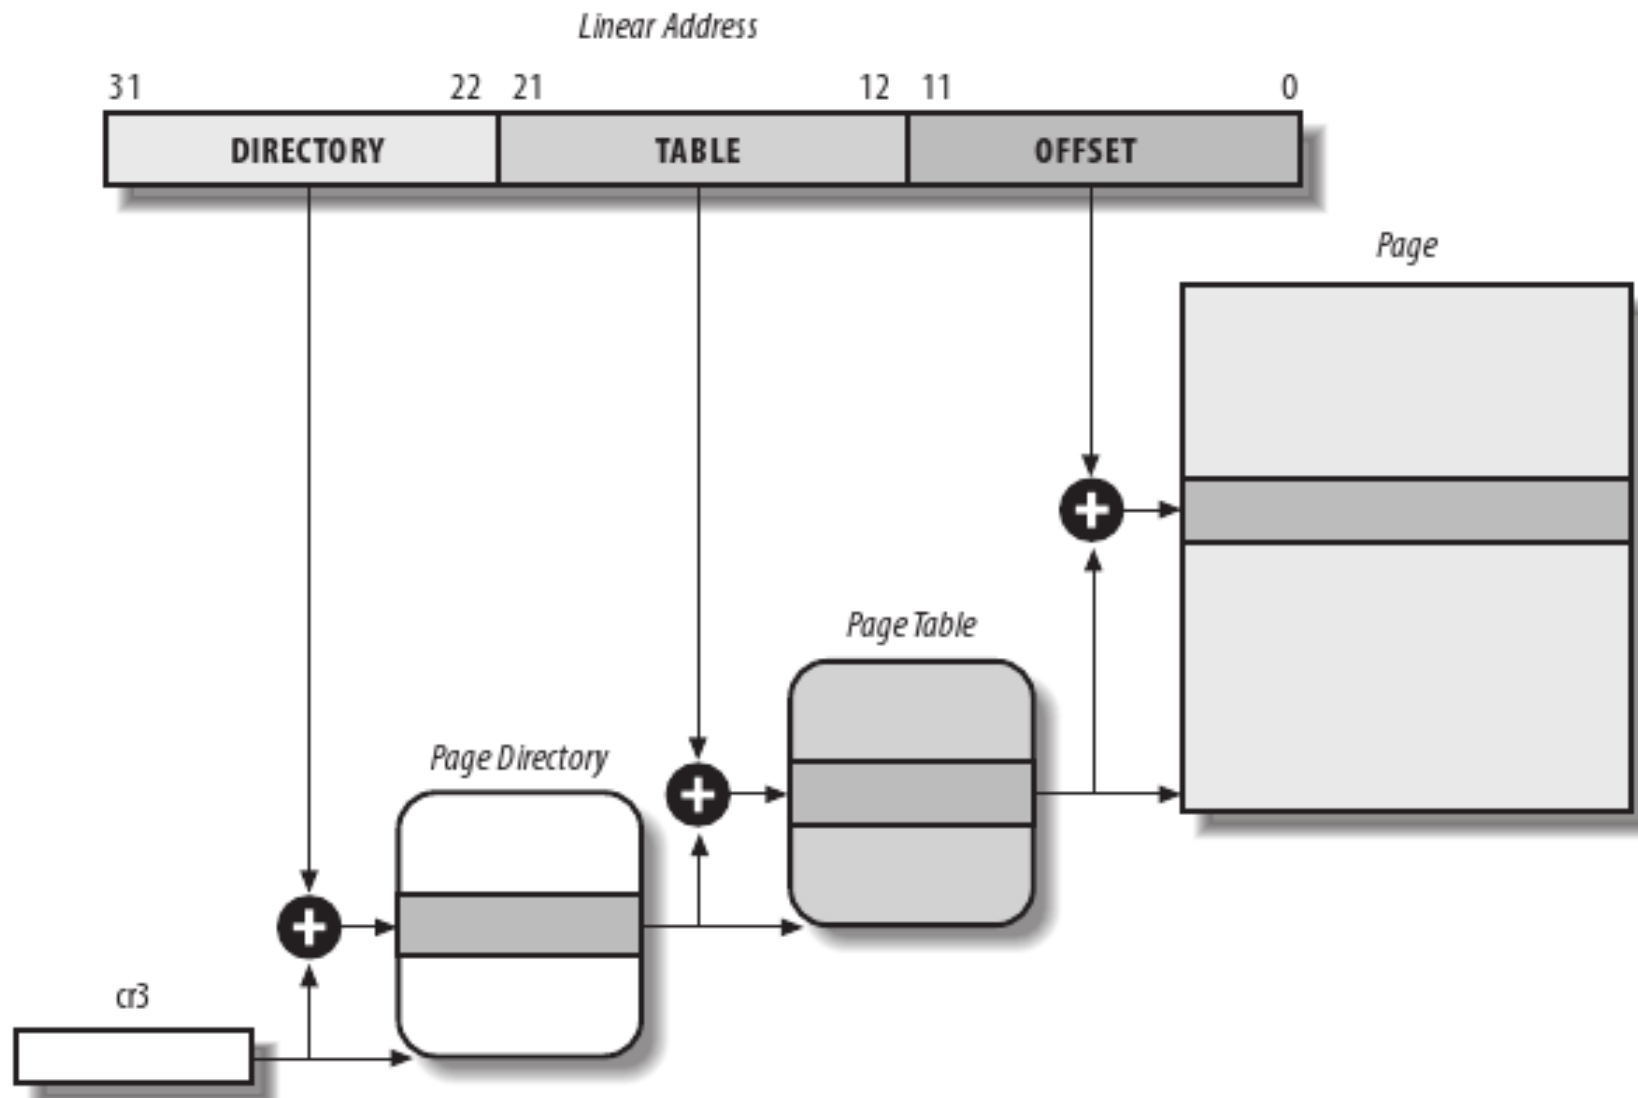 Linear Address
31 22 21 12 11 0
DIRECTORY TABLE OFFSET
Page
Page Table
Page Directory
cr3